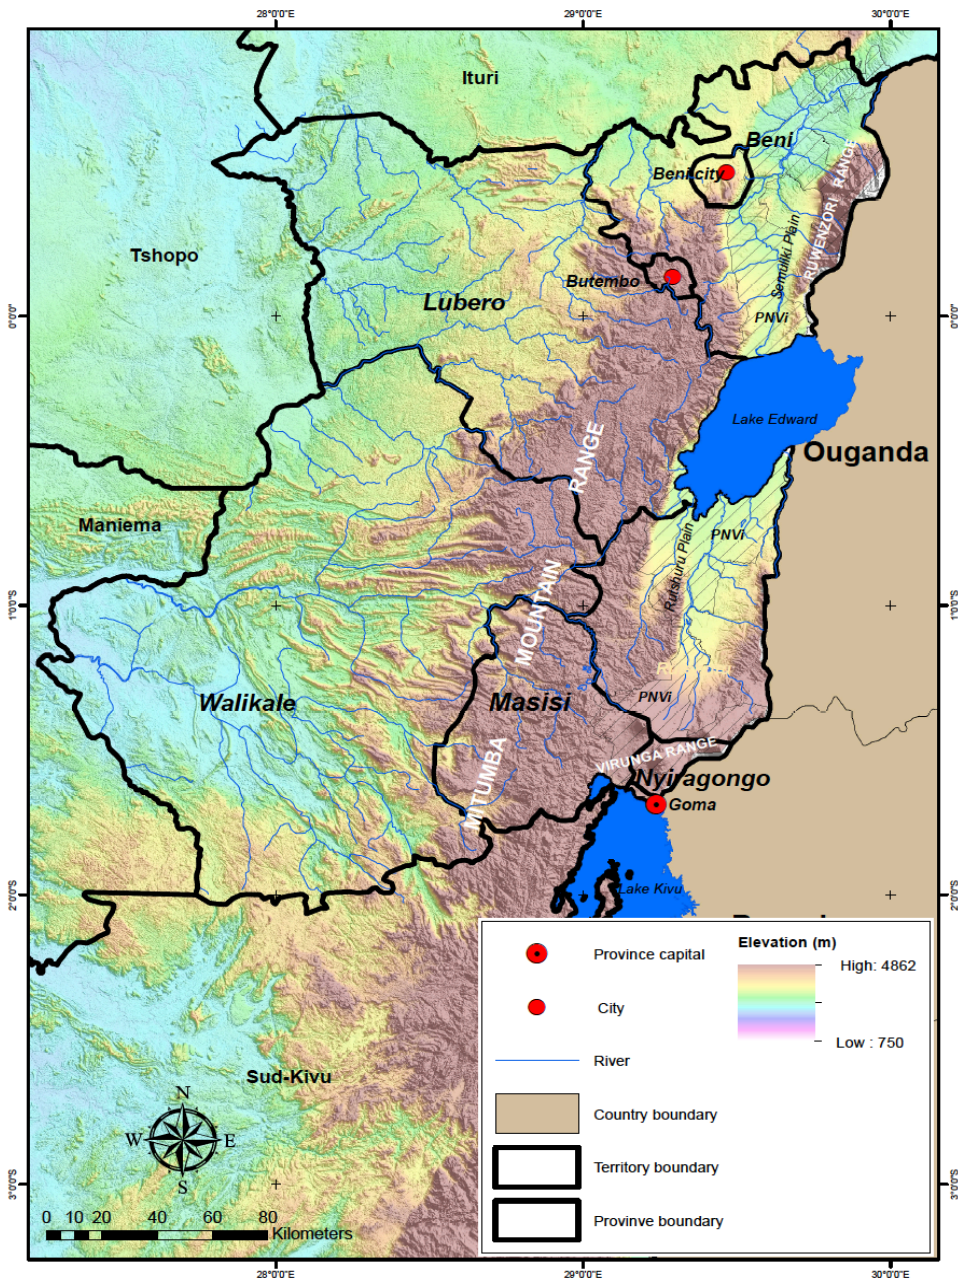 28°0'0"E
29°0'0"E
30°0'0"E
Ituri
Beni
Beni city
RUWENZORI RANGE
Tshopo
Semuliki Plain
Butembo
Lubero
PNVi
0°0'0"
0°0'0"
Lake Edward
Ouganda
RANGE
Maniema
PNVi
Rutshuru Plain
1°0'0"S
1°0'0"S
MOUNTAIN
Walikale
Masisi
PNVi
MITUMBA
VIRUNGA RANGE
Nyiragongo
Goma
2°0'0"S
2°0'0"S
Lake Kivu
Province capital
City
River
Country boundary
Territory boundary
Provinve boundary
Elevation (m)
High: 4862
Low : 750
Sud-Kivu
N
W
E
S
3°0'0"S
3°0'0"S
0 10 20 40 60 80
Kilometers
28°0'0"E
29°0'0"E
30°0'0"E